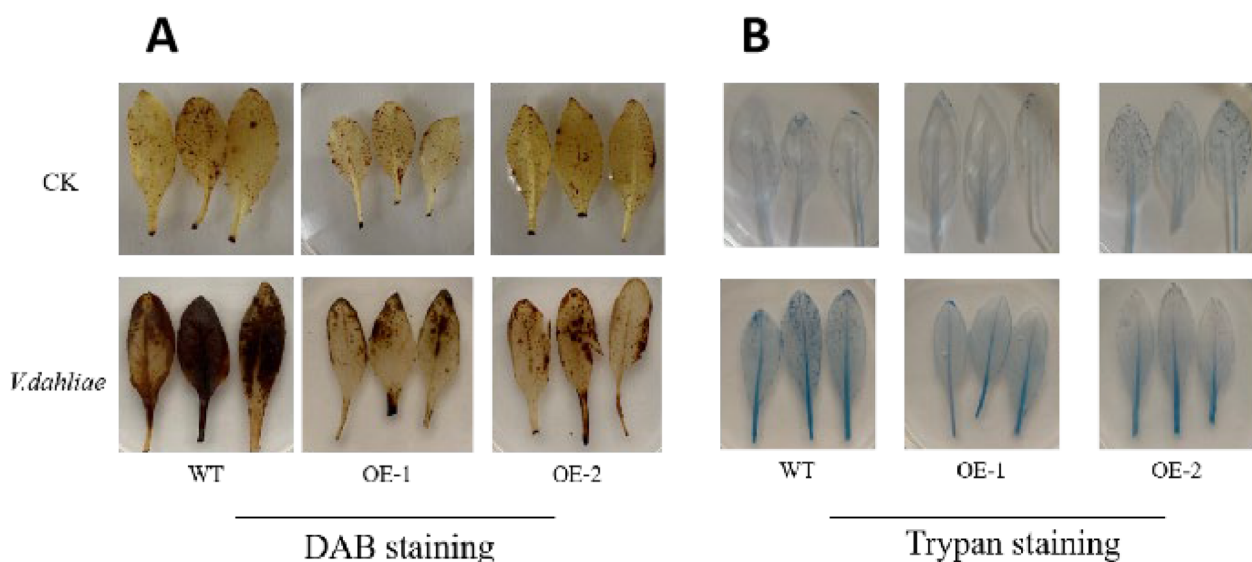 A
B
CK
V.dahliae
WT
OE-1
OE-2
WT
OE-1
OE-2
DAB staining
Trypan staining